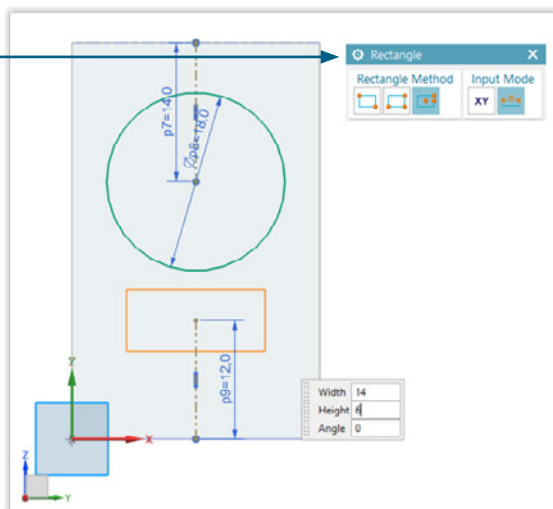 Rectangle X
Rectangle Method Input Mode
XY
p7=14,0
Øp8=18,0
p9=12,0
Width 14
Height 6
Angle 0
Z
X
Z
Y